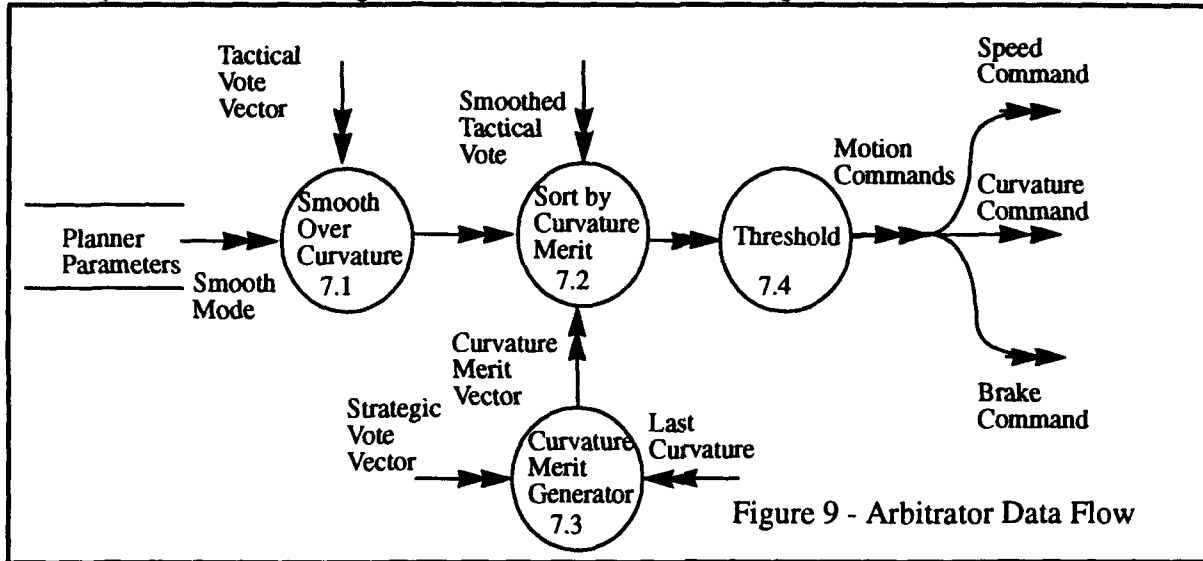 Tactical
Vote
Vector
Smoothed
Tactical
Vote
Speed
Command
Planner
Parameters
Smooth
Mode
Smooth
Over
Curvature
7.1
Sort by
Curvature
Merit
7.2
Threshold
7.4
Motion
Commands
Curvature
Command
Curvature
Merit
Vector
Strategic
Vote
Vector
Curvature
Merit
Generator
7.3
Last
Curvature
Brake
Command
Figure 9 - Arbitrator Data Flow